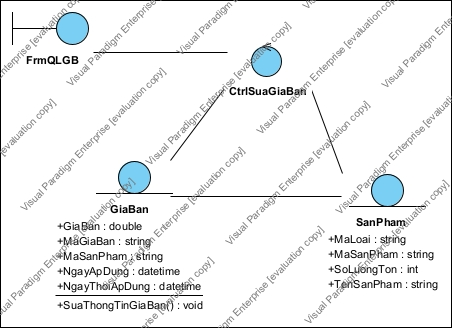 FrmQLGB
CtrlSuaGiaBan
GiaBan
+GiaBan : double
+MaGiaBan : string
+MaSanPham : string
+NgayApDung : datetime
+NgayThoiApDung : datetime
+SuaThongTinGiaBan() : void
SanPham
+MaLoai : string
+MaSanPham : string
+SoLuongTon : int
+TenSanPham : string
Visual Paradigm Enterprise [evaluation copy]